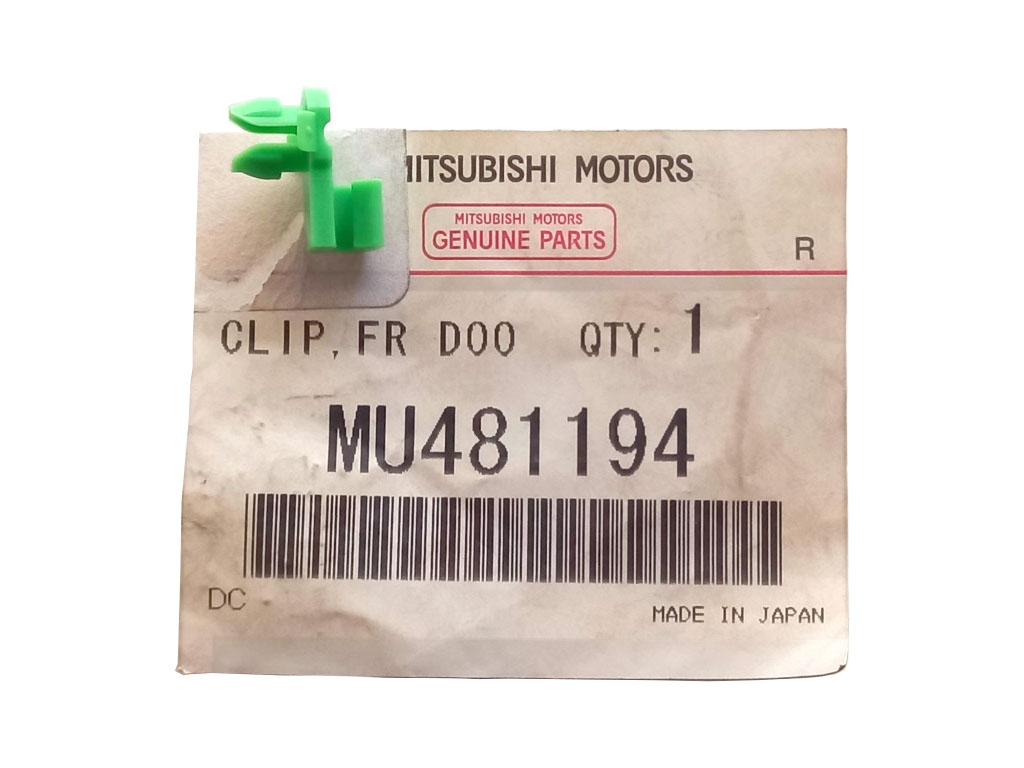 MITSUBISHI MOTORS
MITSUBISHI MOTORS
GENUINE PARTS
R
CLIP, FR DOO QTY: 1
MU481194
DC
MADE IN JAPAN